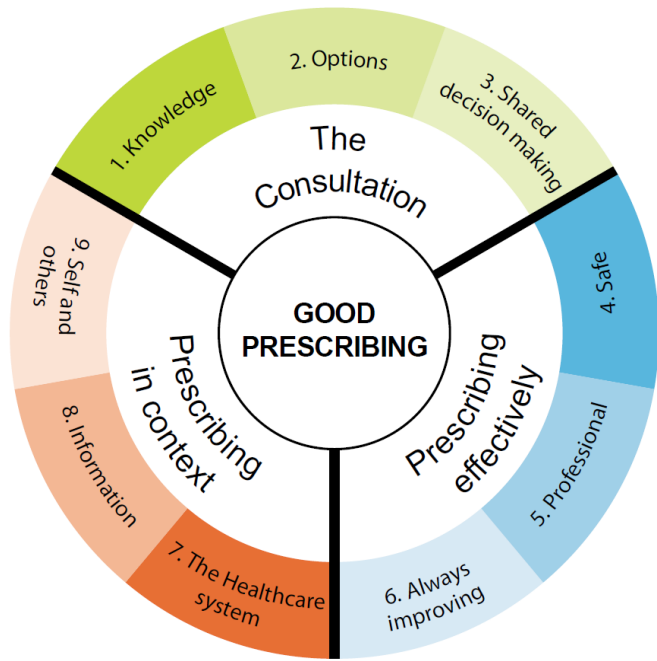 GOOD
PRESCRIBING
The
Consultation
1. Knowledge
2. Options
3. Shared
decision making
Prescribing
effectively
4. Safe
5. Professional
6. Always
improving
Prescribing
in context
7. The Healthcare
system
8. Information
9. Self and
others